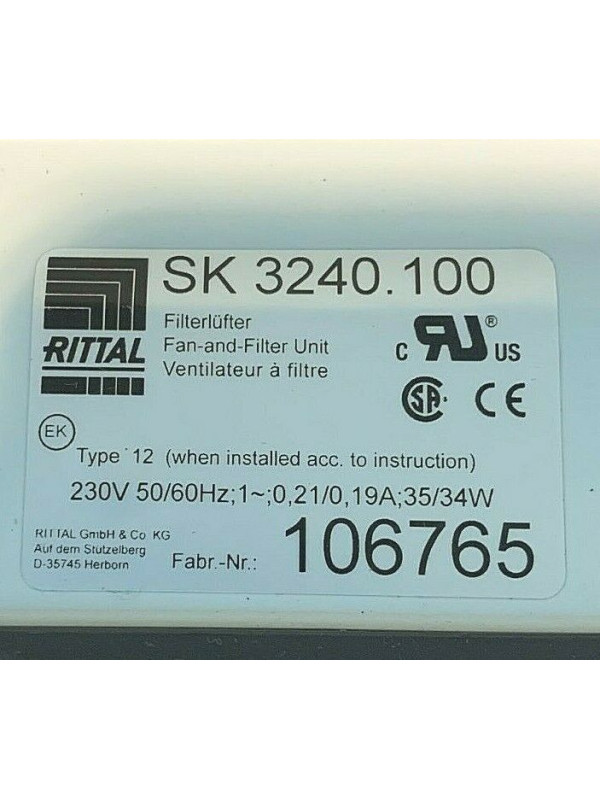 SK 3240.100
RITTAL
Filterlüfter
Fan-and-Filter Unit
Ventilateur à filtre
C RU® US
SA CE
EK
Type 12 (when installed acc. to instruction)
230V 50/60Hz;1~;0,21/0,19A;35/34W
RITTAL GmbH & Co KG
Auf dem Stützelberg
D-35745 Herborn
Fabr.-Nr.: 106765